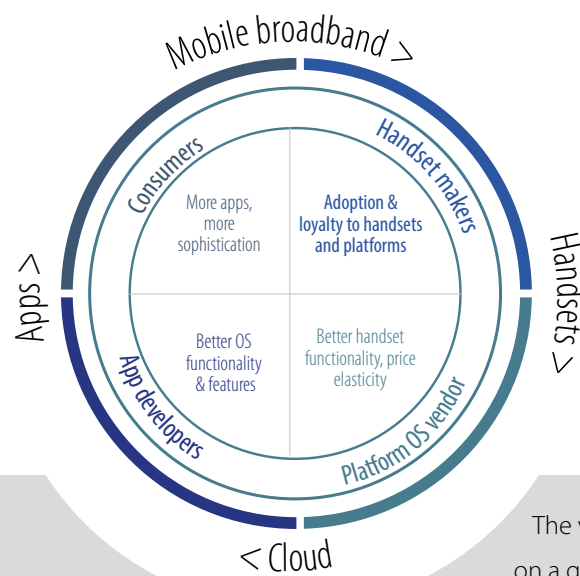 Mobile broadband >
Consumers
Handset makers
More apps,
more
sophistication
Adoption &
loyalty to handsets
and platforms
Apps >
Handsets >
Better OS
functionality
& features
Better handset
functionality, price
elasticity
App developers
Platform OS vendor
< Cloud
The
on a